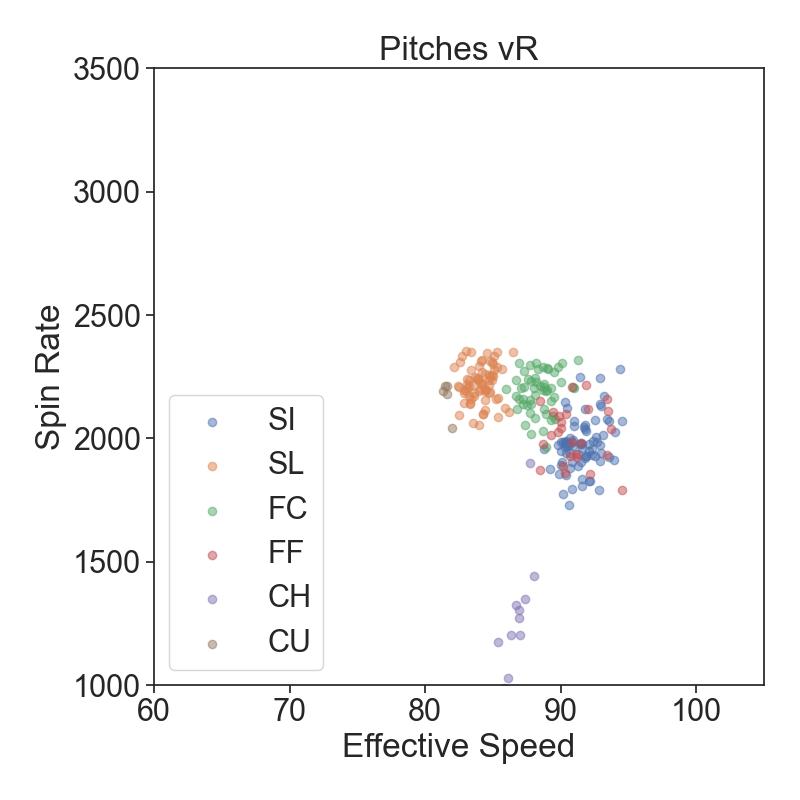 Pitches vR
3500
3000
2500
2000
1500
1000
Spin Rate
SI
SL
FC
FF
CH
CU
60 70 80 90 100
Effective Speed